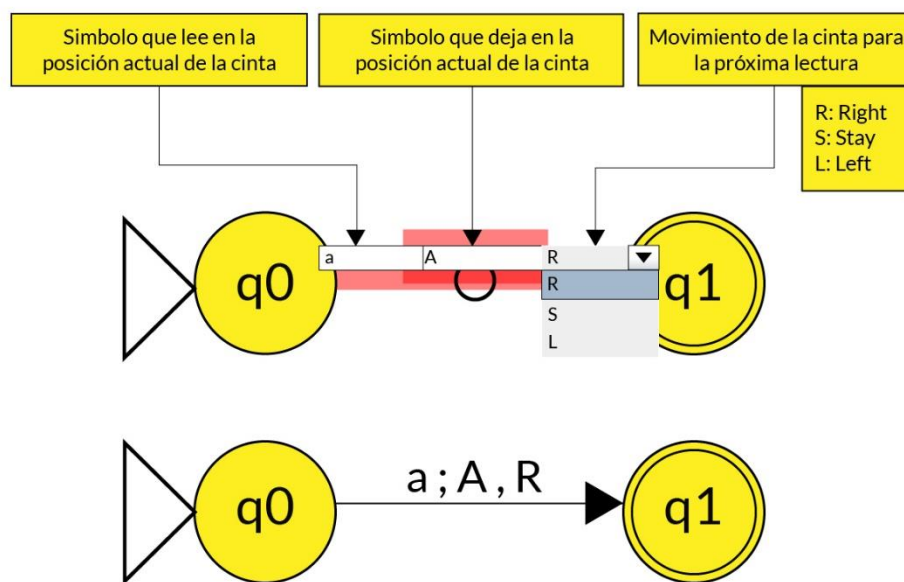 Simbolo que lee en la
posición actual de la cinta
Simbolo que deja en la
posición actual de la cinta
Movimiento de la cinta para
la próxima lectura
R: Right
S: Stay
L: Left
q0
a
A
R
R
S
L
q1
q0
a ; A , R
q1